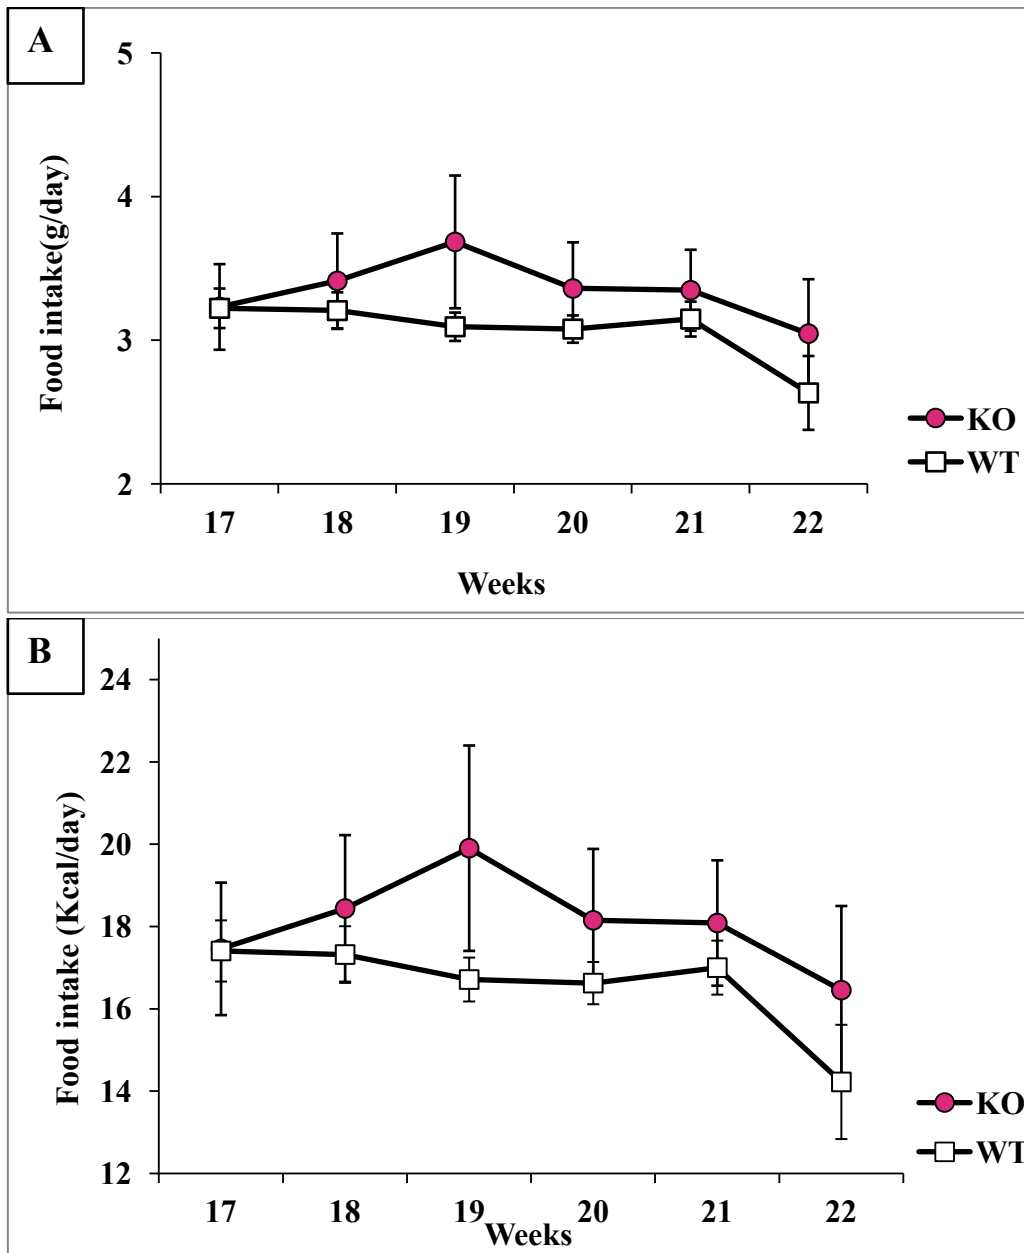 A
5
4
3
2
Food intake(g/day)
17 18 19 20 21 22
Weeks
KO
WT
B
24
22
20
18
16
14
12
Food intake (Kcal/day)
17 18 19 20 21 22
Weeks
KO
WT